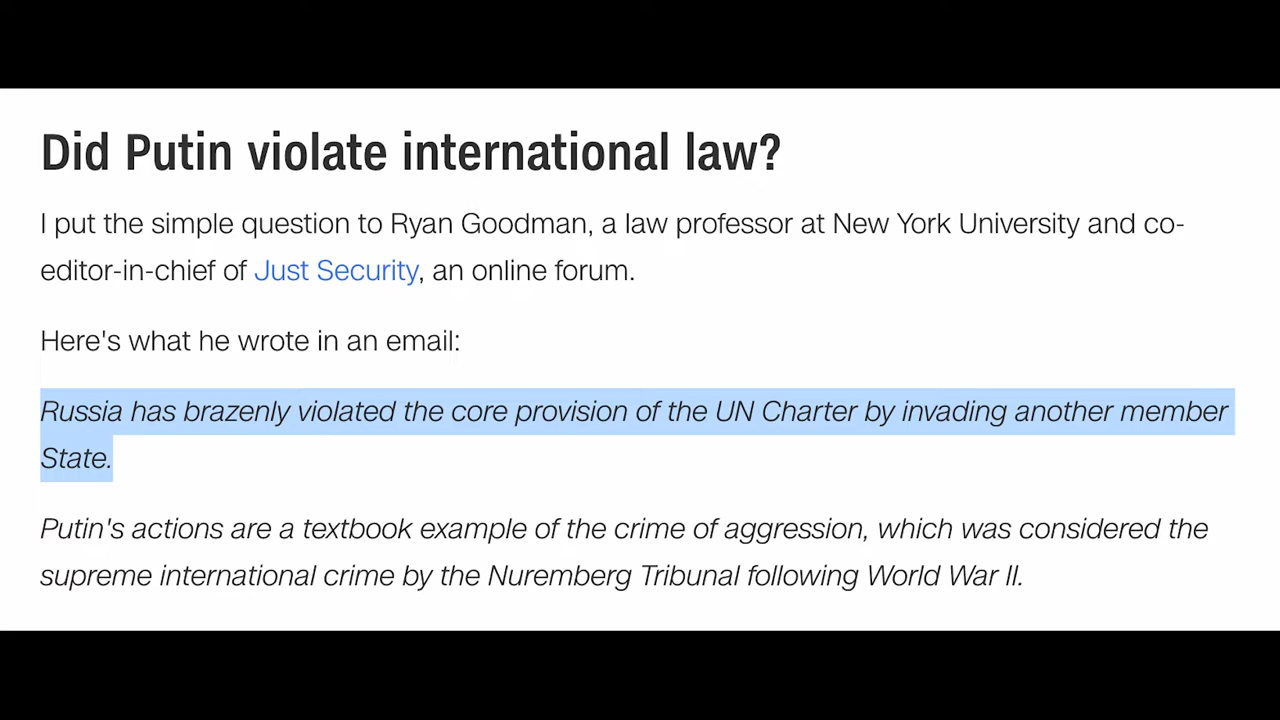 Did Putin violate international law?
I put the simple question to Ryan Goodman, a law professor at New York University and co-
editor-in-chief of Just Security, an online forum.
Here's what he wrote in an email:
Russia has brazenly violated the core provision of the UN Charter by invading another member
State.
Putin's actions are a textbook example of the crime of aggression, which was considered the
supreme international crime by the Nuremberg Tribunal following World War II.